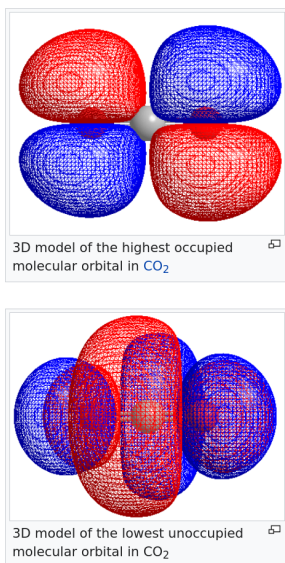 3D model of the highest occupied
molecular orbital in CO₂
3D model of the lowest unoccupied
molecular orbital in CO₂